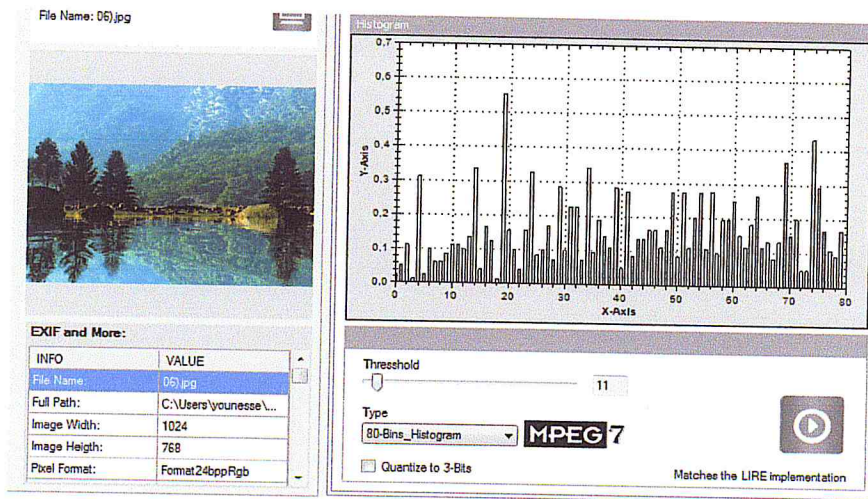 File Name: 06).jpg
EXIF and More:
INFO VALUE
File Name: 06).jpg
Full Path: C:\Users\younesse\...
Image Width: 1024
Image Heigth: 768
Pixel Format: Format24bppRgb
Histogram
0,7
0,6
0,5
0,4
0,3
0,2
0,1
0,0
Y-Axis
0 10 20 30 40 50 60 70 80
X-Axis
Threshold
11
Type
80-Bins_Histogram MPEG 7
Quantize to 3-Bits
Matches the LIRE implementation